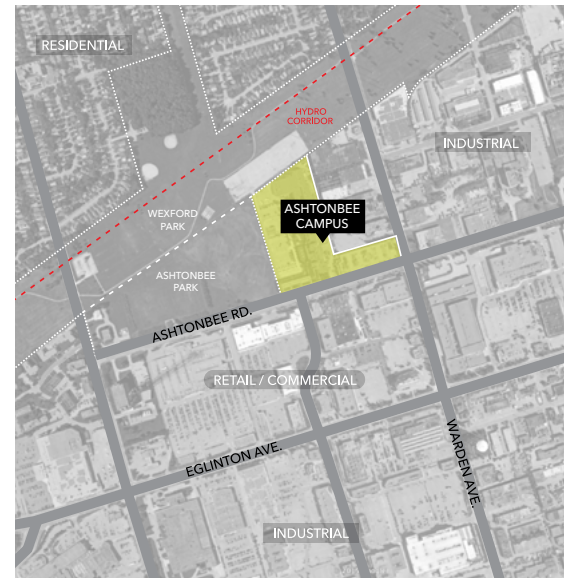 RESIDENTIAL
HYDRO
CORRIDOR
INDUSTRIAL
WEXFORD
PARK
ASHTONBEE
CAMPUS
ASHTONBEE
PARK
ASHTONBEE RD.
RETAIL / COMMERCIAL
EGLINTON AVE.
WARDEN AVE.
INDUSTRIAL